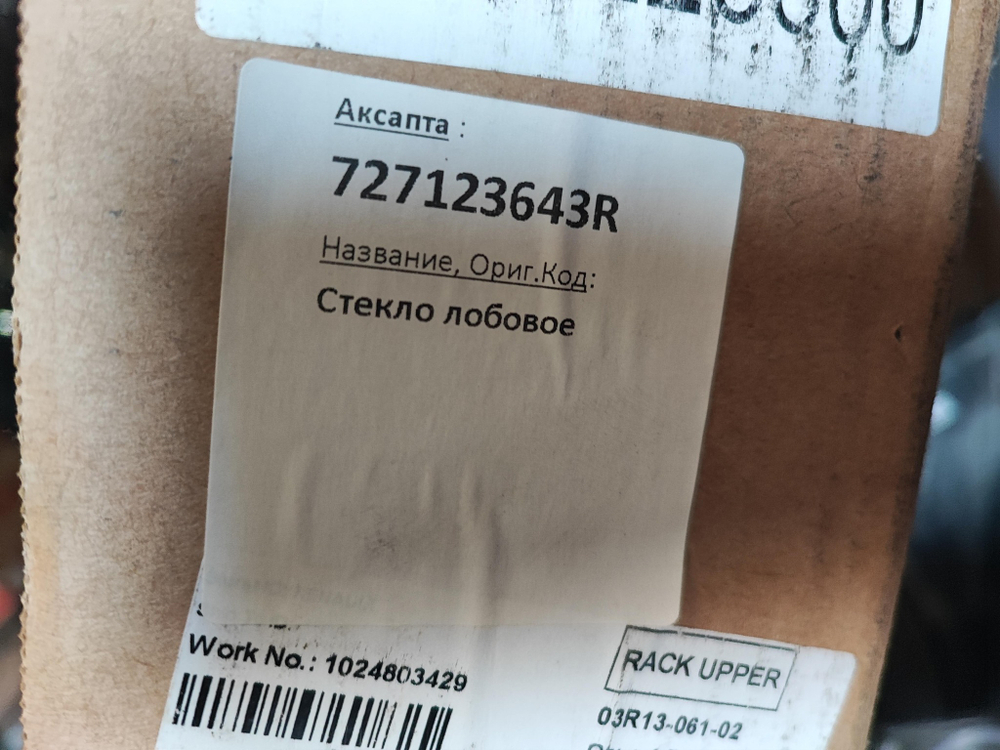 Аксапта :
727123643R
Название, Ориг.Код:
Стекло лобовое
Work No.: 1024803429
RACK UPPER
03R13-061-02